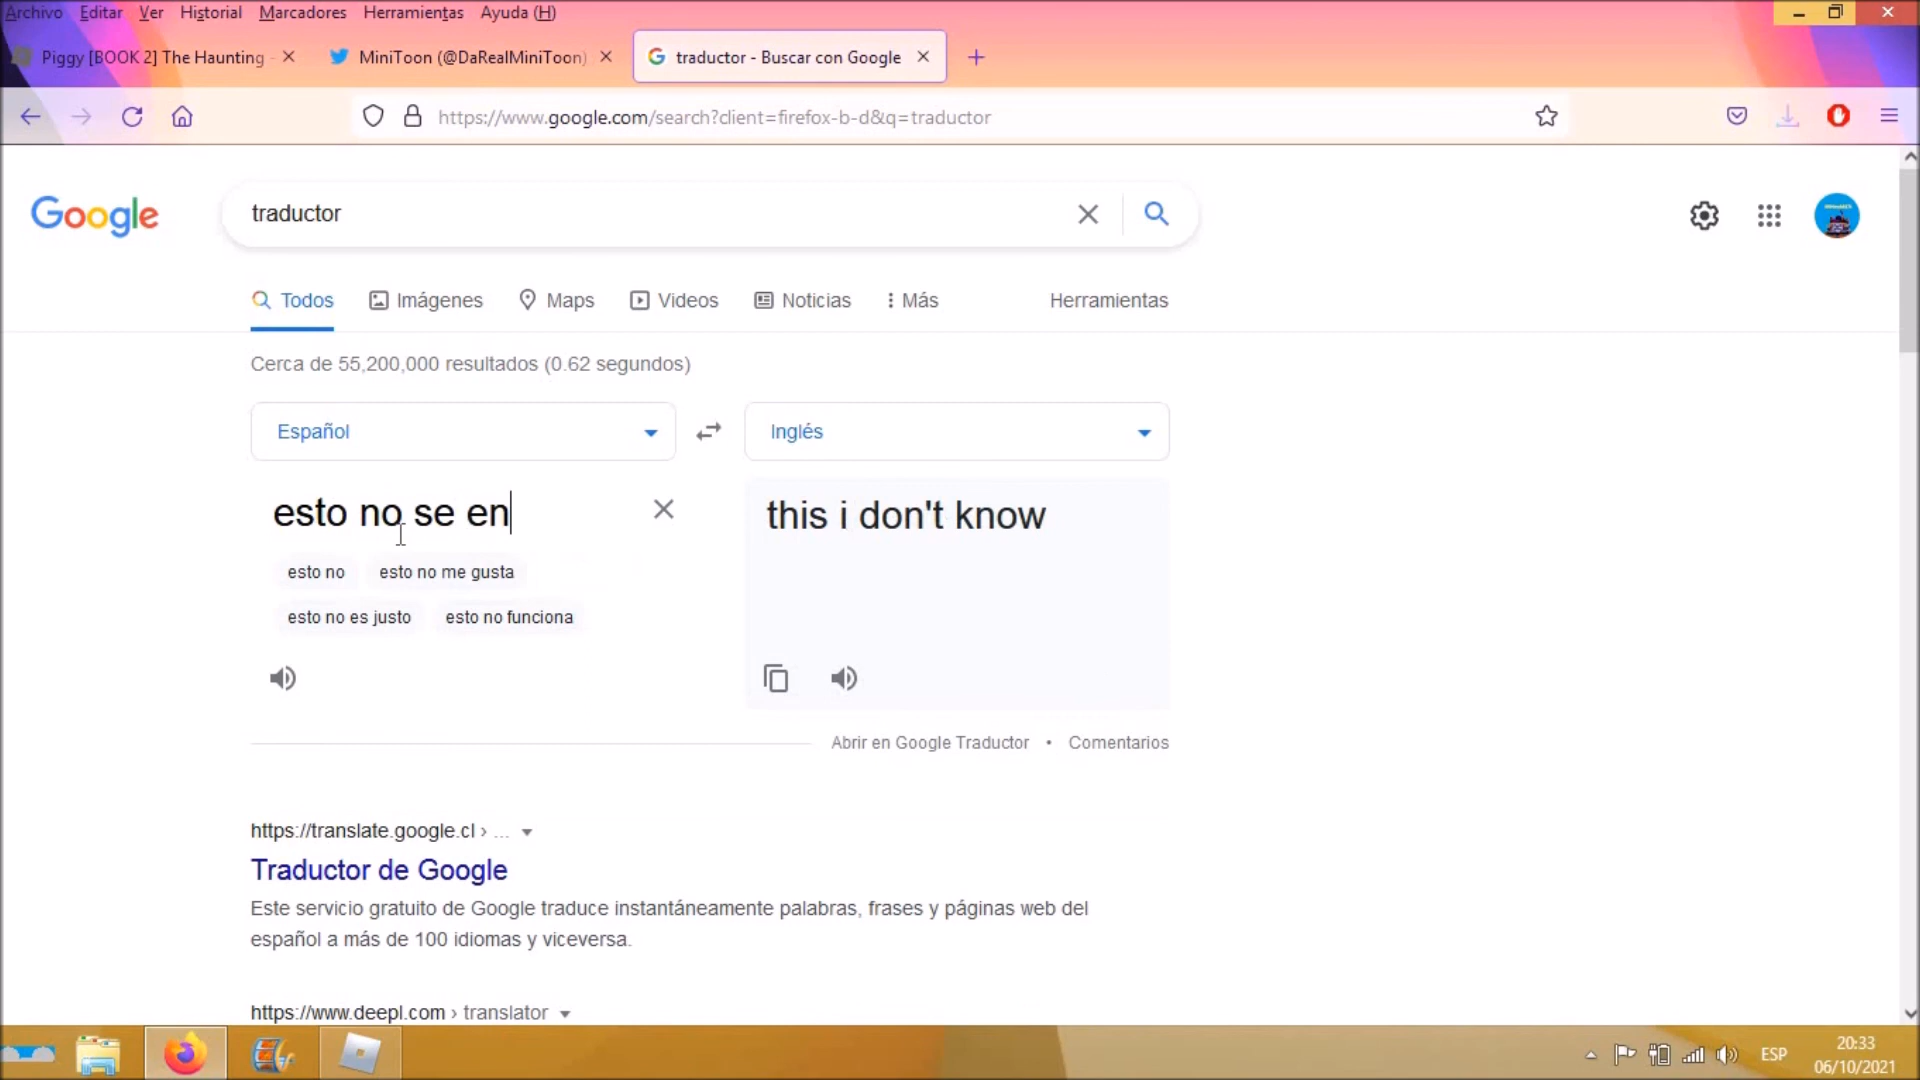 Archivo Editar Ver Historial Marcadores Herramientas Ayuda (H)
Piggy [BOOK 2] The Haunting -
MiniToon (@DaRealMiniToon)
traductor - Buscar con Google
https://www.google.com/search?client=firefox-b-d&q=traductor
Google
traductor
Todos Imágenes Maps Videos Noticias Más Herramientas
Cerca de 55,200,000 resultados (0.62 segundos)
Español Inglés
esto no se en
this i don't know
esto no esto no me gusta
esto no es justo esto no funciona
Abrir en Google Traductor • Comentarios
https://translate.google.cl › ...
Traductor de Google
Este servicio gratuito de Google traduce instantáneamente palabras, frases y páginas web del
español a más de 100 idiomas y viceversa.
https://www.deepl.com › translator
ESP
20:33
06/10/2021